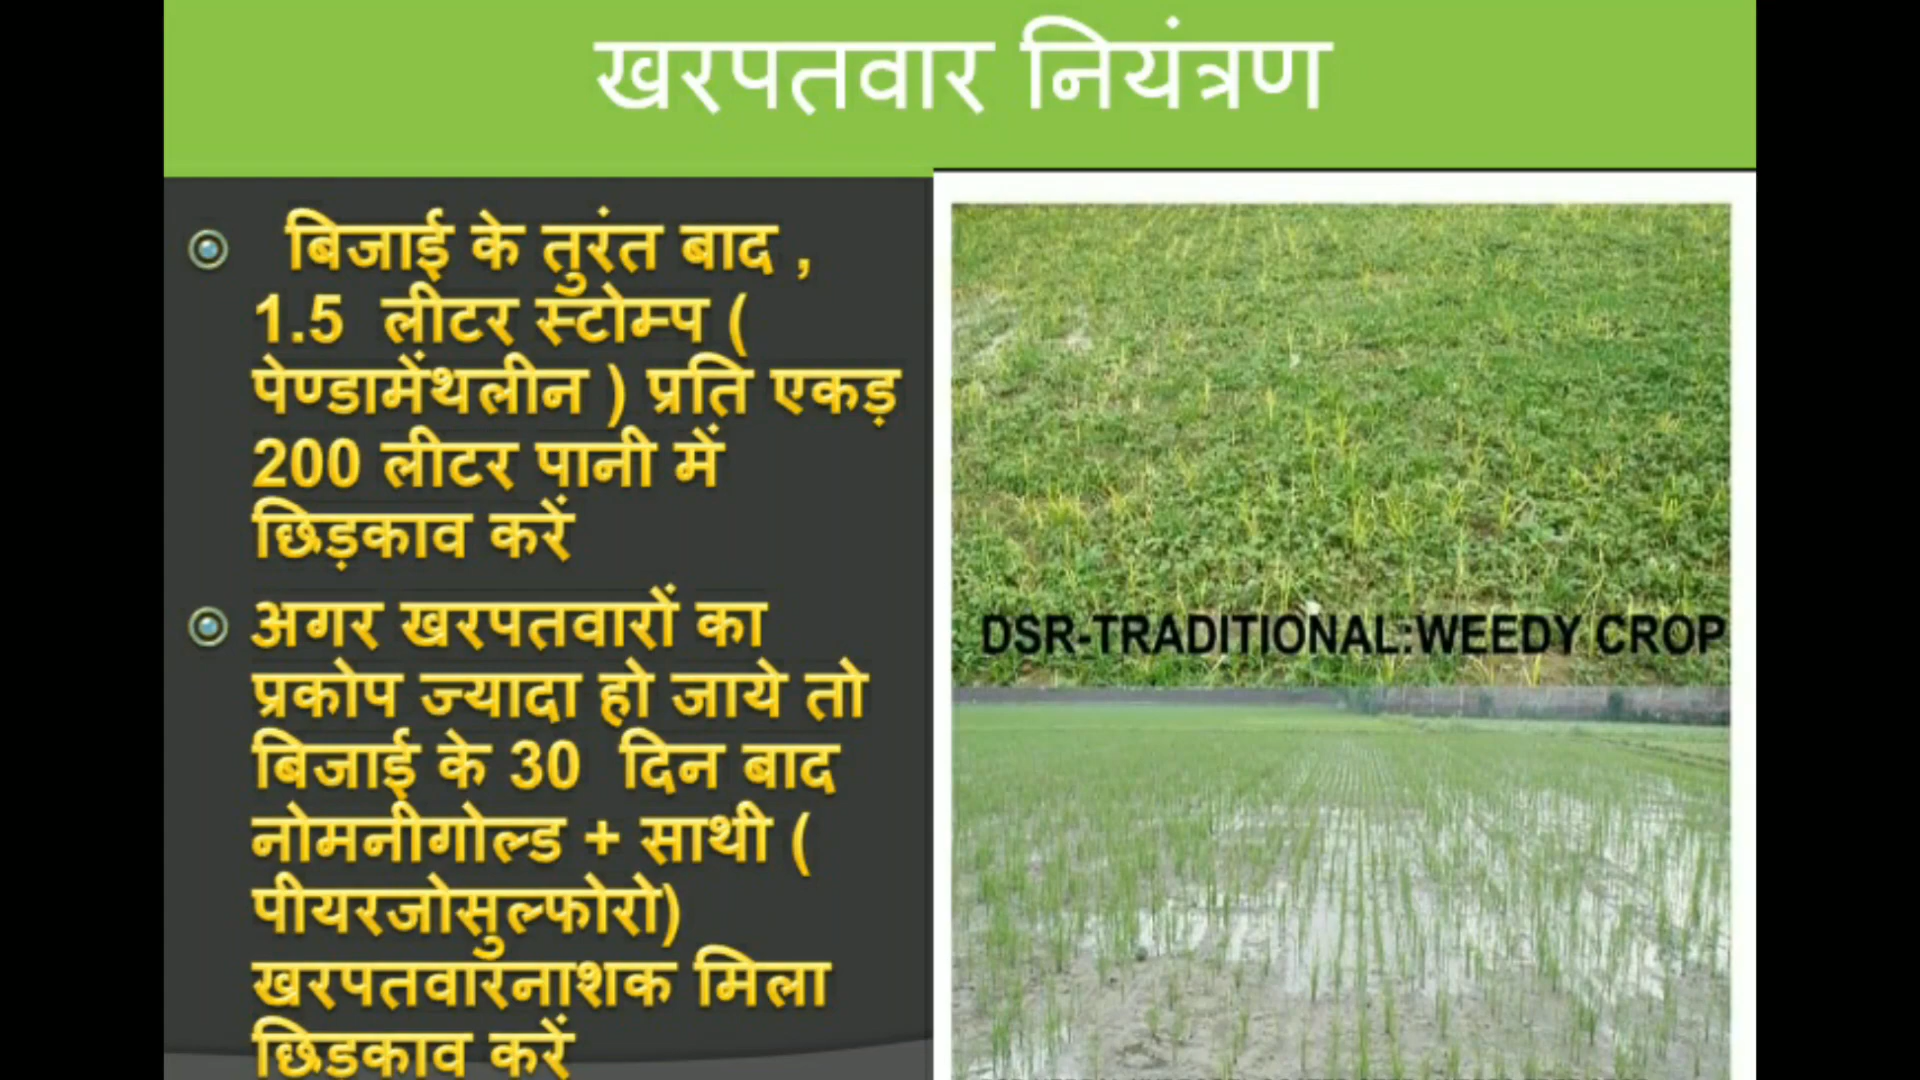 खरपतवार नियंत्रण
बिजाई के तुरंत बाद ,
1.5 लीटर स्टोम्प (
पेण्डामेंथलीन ) प्रति एकड़
200 लीटर पानी में
छिड़काव करें
अगर खरपतवारों का
प्रकोप ज्यादा हो जाये तो
बिजाई के 30 दिन बाद
नोमनीगोल्ड + साथी (
पीयरजोसुल्फोरो)
खरपतवारनाशक मिला
छिडकाव करें
DSR-TRADITIONAL:WEEDY CROP